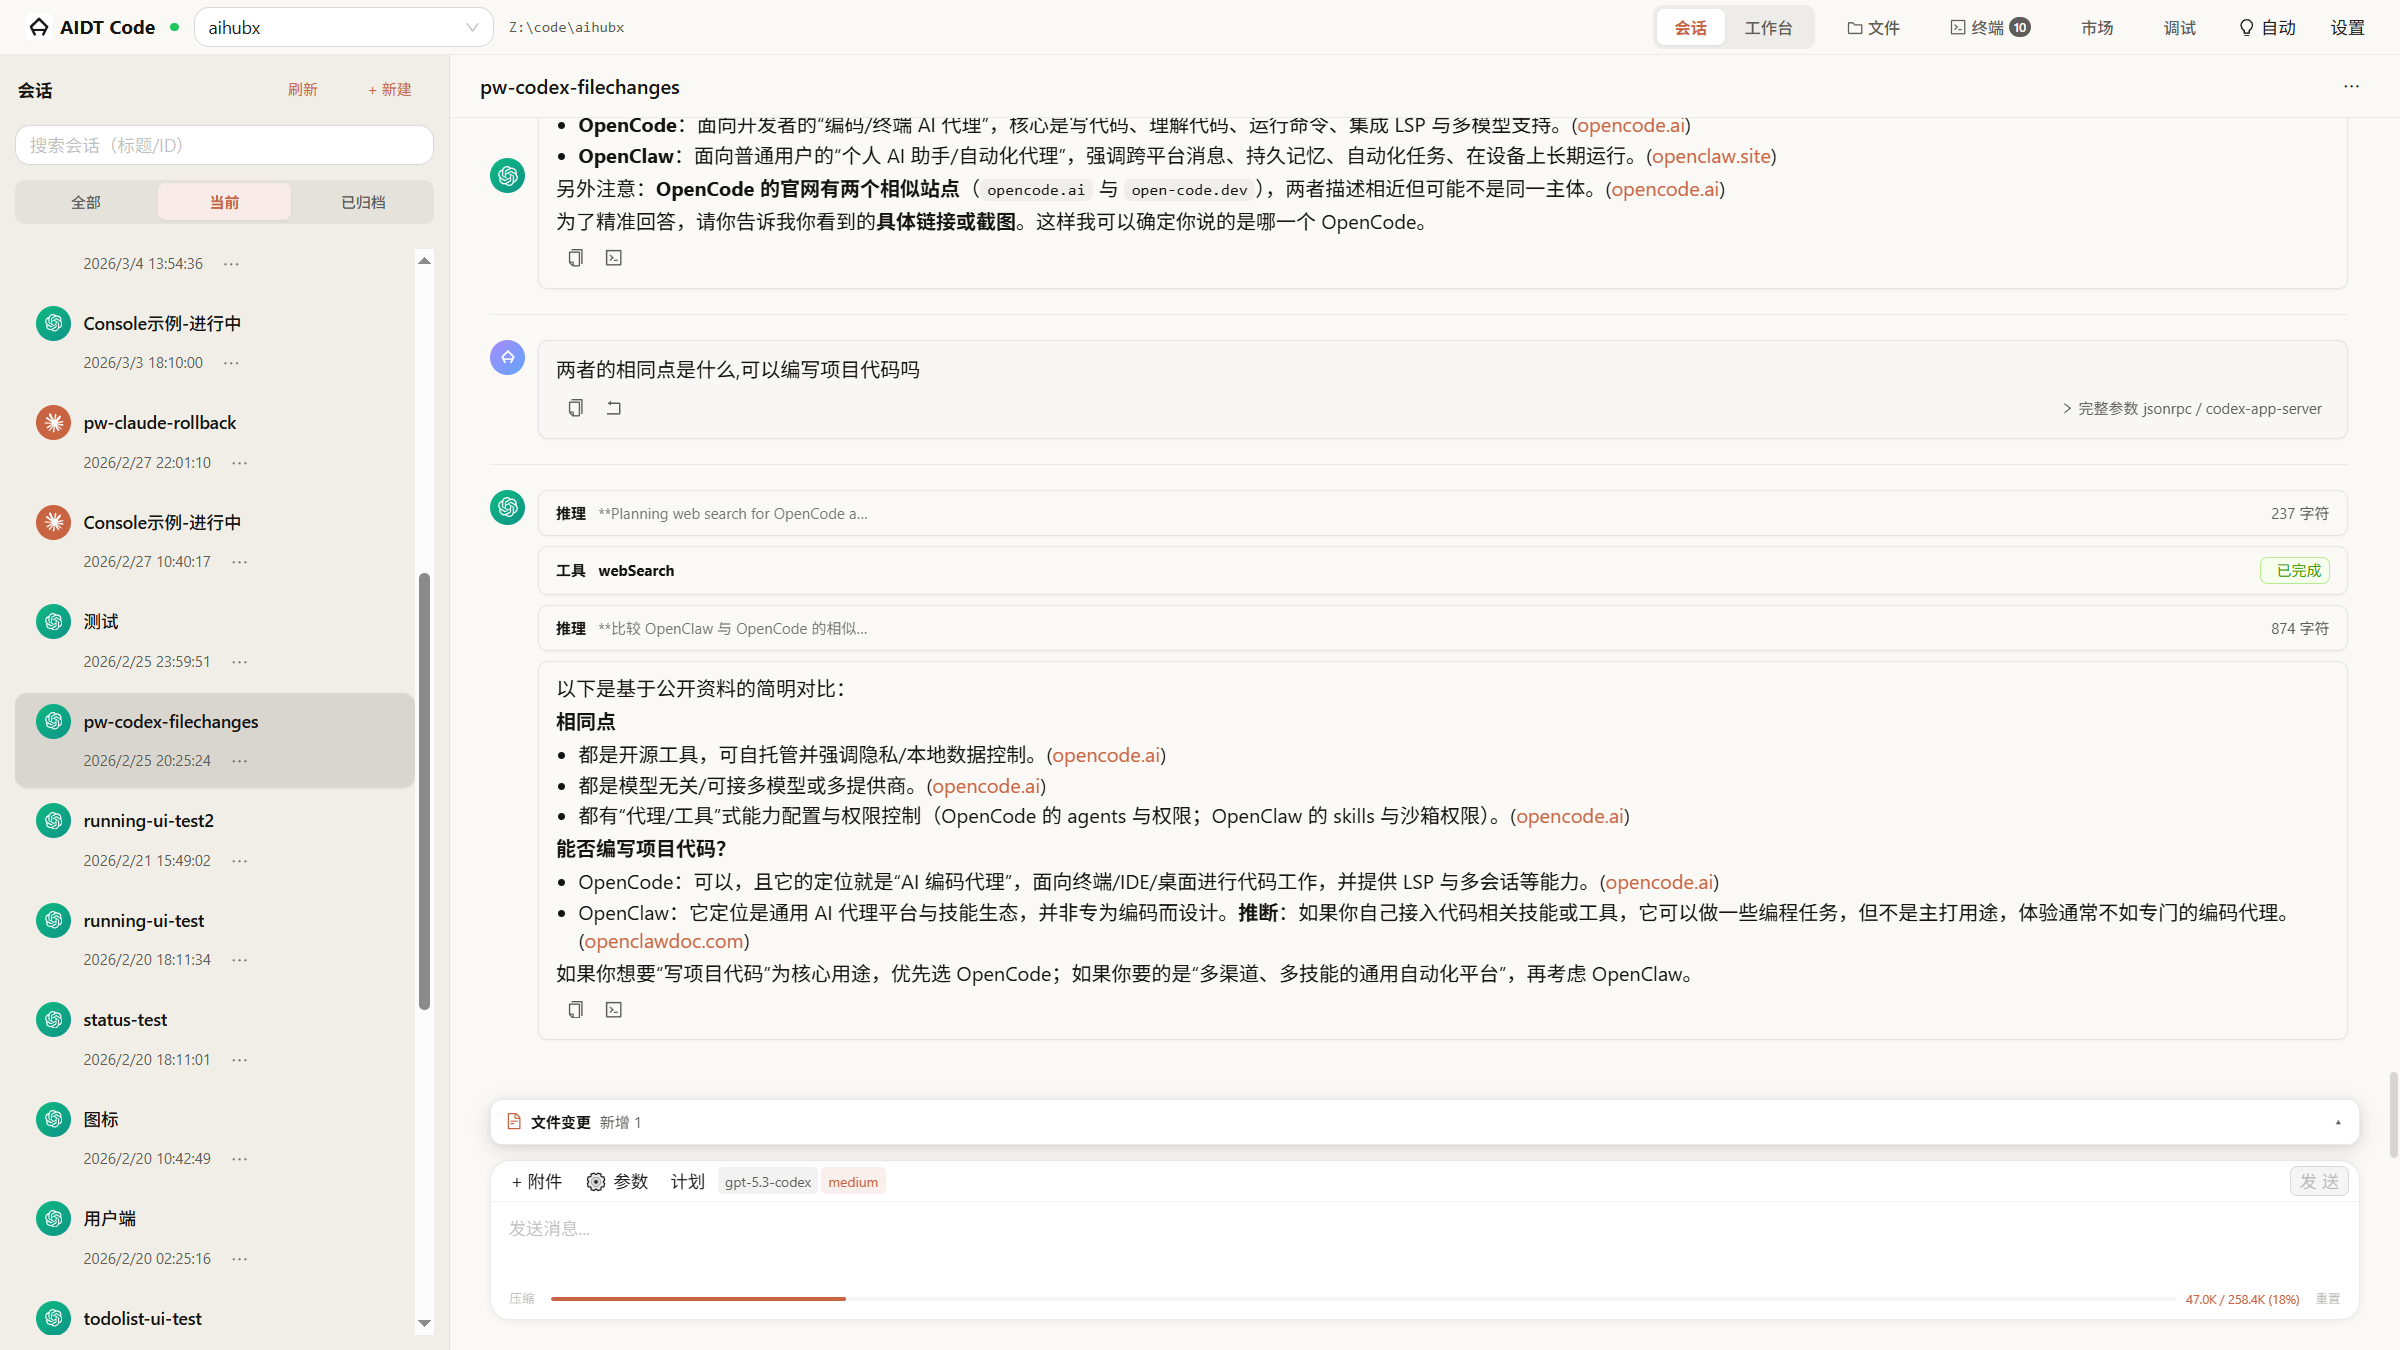 AIDT Code
aihubx
Z:\code\aihubx
会话
工作台
文件
终端 10
市场
调试
自动
设置
会话
刷新
+ 新建
搜索会话（标题/ID）
全部
当前
已归档
2026/3/4 13:54:36 ···
Console示例-进行中
2026/3/3 18:10:00 ···
pw-claude-rollback
2026/2/27 22:01:10 ···
Console示例-进行中
2026/2/27 10:40:17 ···
测试
2026/2/25 23:59:51 ···
pw-codex-filechanges
2026/2/25 20:25:24 ···
running-ui-test2
2026/2/21 15:49:02 ···
running-ui-test
2026/2/20 18:11:34 ···
status-test
2026/2/20 18:11:01 ···
图标
2026/2/20 10:42:49 ···
用户端
2026/2/20 02:25:16 ···
todolist-ui-test
pw-codex-filechanges
···
• OpenCode：面向开发者的“编码/终端 AI 代理”，核心是写代码、理解代码、运行命令、集成 LSP 与多模型支持。(opencode.ai)
• OpenClaw：面向普通用户的“个人 AI 助手/自动化代理”，强调跨平台消息、持久记忆、自动化任务、在设备上长期运行。(openclaw.site)
另外注意：OpenCode 的官网有两个相似站点（ opencode.ai 与 open-code.dev ），两者描述相近但可能不是同一主体。(opencode.ai)
为了精准回答，请你告诉我你看到的具体链接或截图。这样我可以确定你说的是哪一个 OpenCode。
两者的相同点是什么,可以编写项目代码吗
> 完整参数 jsonrpc / codex-app-server
推理 **Planning web search for OpenCode a...
237 字符
工具 webSearch
已完成
推理 **比较 OpenClaw 与 OpenCode 的相似...
874 字符
以下是基于公开资料的简明对比：
相同点
• 都是开源工具，可自托管并强调隐私/本地数据控制。(opencode.ai)
• 都是模型无关/可接多模型或多提供商。(opencode.ai)
• 都有“代理/工具”式能力配置与权限控制（OpenCode 的 agents 与权限；OpenClaw 的 skills 与沙箱权限）。(opencode.ai)
能否编写项目代码？
• OpenCode：可以，且它的定位就是“AI 编码代理”，面向终端/IDE/桌面进行代码工作，并提供 LSP 与多会话等能力。(opencode.ai)
• OpenClaw：它定位是通用 AI 代理平台与技能生态，并非专为编码而设计。推断：如果你自己接入代码相关技能或工具，它可以做一些编程任务，但不是主打用途，体验通常不如专门的编码代理。
(openclawdoc.com)
如果你想要“写项目代码”为核心用途，优先选 OpenCode；如果你要的是“多渠道、多技能的通用自动化平台”，再考虑 OpenClaw。
文件变更 新增 1
+ 附件
参数
计划
gpt-5.3-codex
medium
发 送
发送消息...
压缩
47.0K / 258.4K (18%)
重置